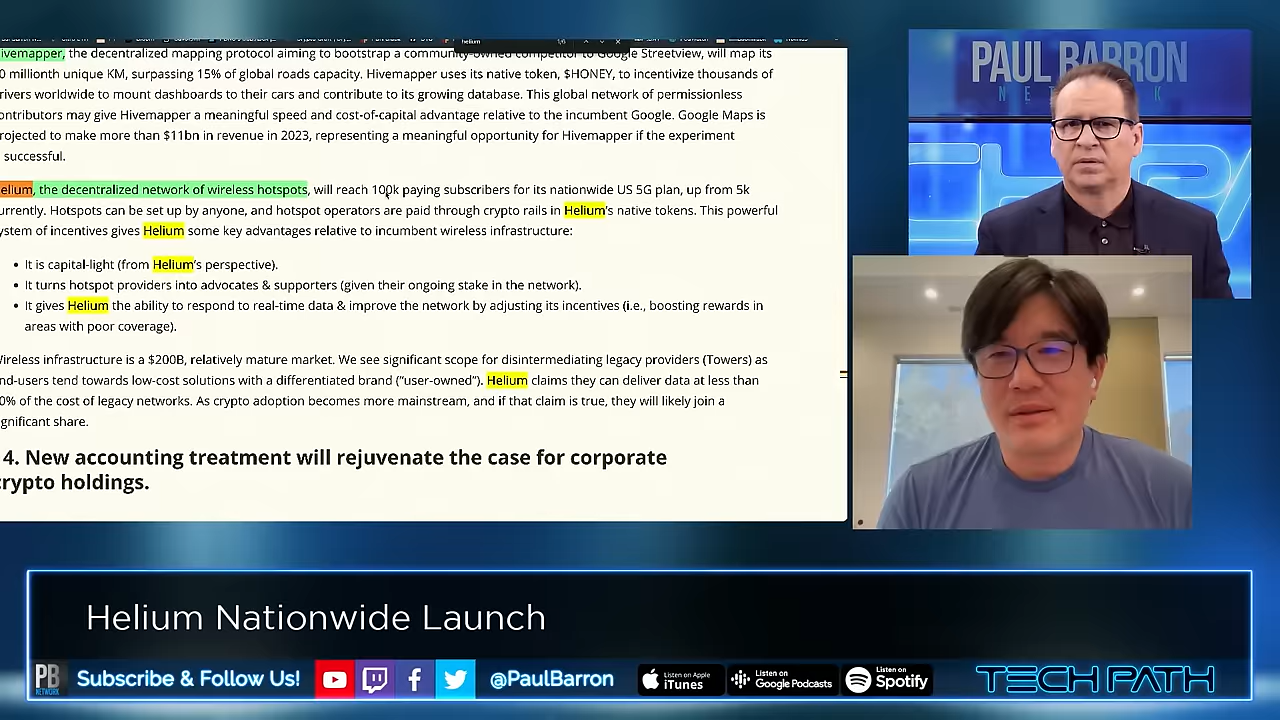 helium
ivemapper, the decentralized mapping protocol aiming to bootstrap a community-owned competitor to Google Streetview, will map its
0 millionth unique KM, surpassing 15% of global roads capacity. Hivemapper uses its native token, $HONEY, to incentivize thousands of
rivers worldwide to mount dashboards to their cars and contribute to its growing database. This global network of permissionless
ontributors may give Hivemapper a meaningful speed and cost-of-capital advantage relative to the incumbent Google. Google Maps is
rojected to make more than $11bn in revenue in 2023, representing a meaningful opportunity for Hivemapper if the experiment
successful.
elium, the decentralized network of wireless hotspots, will reach 100k paying subscribers for its nationwide US 5G plan, up from 5k
urrently. Hotspots can be set up by anyone, and hotspot operators are paid through crypto rails in Helium's native tokens. This powerful
ystem of incentives gives Helium some key advantages relative to incumbent wireless infrastructure:
• It is capital-light (from Helium's perspective).
• It turns hotspot providers into advocates & supporters (given their ongoing stake in the network).
• It gives Helium the ability to respond to real-time data & improve the network by adjusting its incentives (i.e., boosting rewards in
areas with poor coverage).
Wireless infrastructure is a $200B, relatively mature market. We see significant scope for disintermediating legacy providers (Towers) as
nd-users tend towards low-cost solutions with a differentiated brand ("user-owned"). Helium claims they can deliver data at less than
0% of the cost of legacy networks. As crypto adoption becomes more mainstream, and if that claim is true, they will likely join a
gnificant share.
4. New accounting treatment will rejuvenate the case for corporate
crypto holdings.
PAUL BARRON
NETWORK
Helium Nationwide Launch
PB
NETWORK
Subscribe & Follow Us!
@PaulBarron
Listen on Apple
iTunes
Listen on
Google Podcasts
Listen on
Spotify
TECH PATH